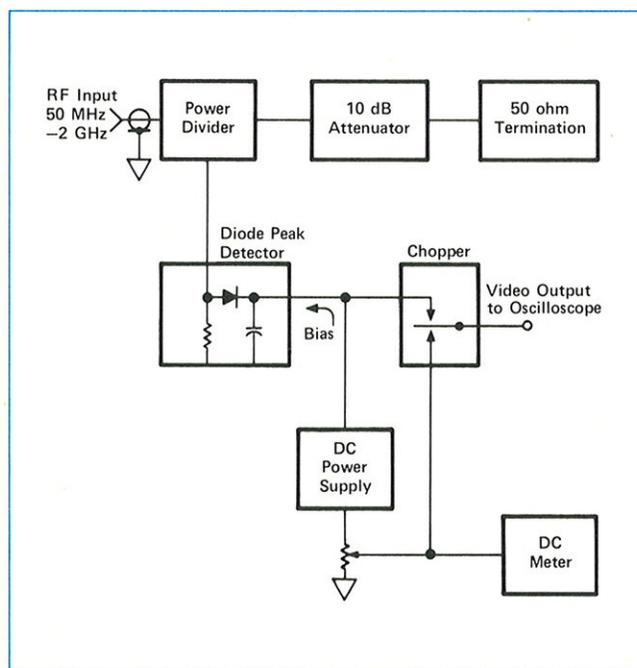 RF Input
50 MHz
–2 GHz
Power
Divider
10 dB
Attenuator
50 ohm
Termination
Diode Peak
Detector
Chopper
Video Output
to Oscilloscope
Bias
DC
Power
Supply
DC
Meter